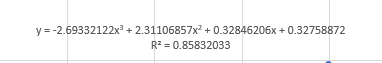 y = -2.69332122x³ + 2.31106857x² + 0.32846206x + 0.32758872
R² = 0.85832033